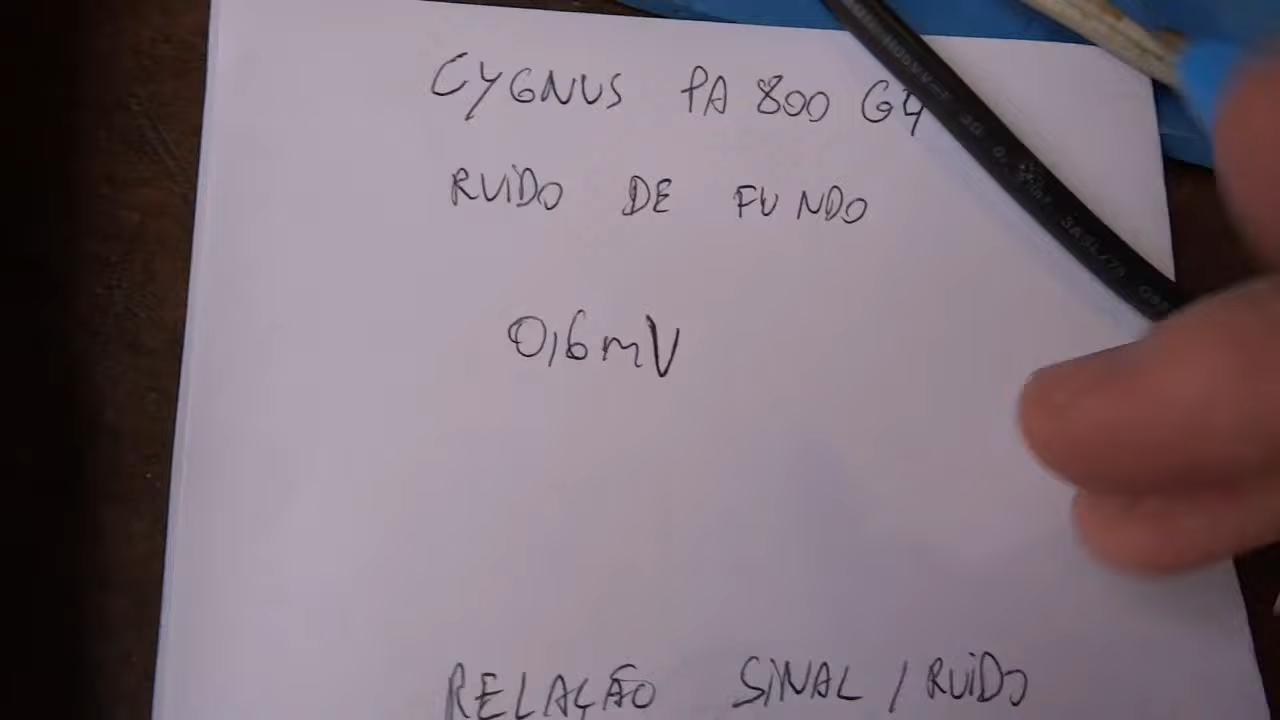 CYGNUS PA 800 G4
RUiDO DE FUNDO
0,6mV
RELAÇÃO SiNAL / RUiDO